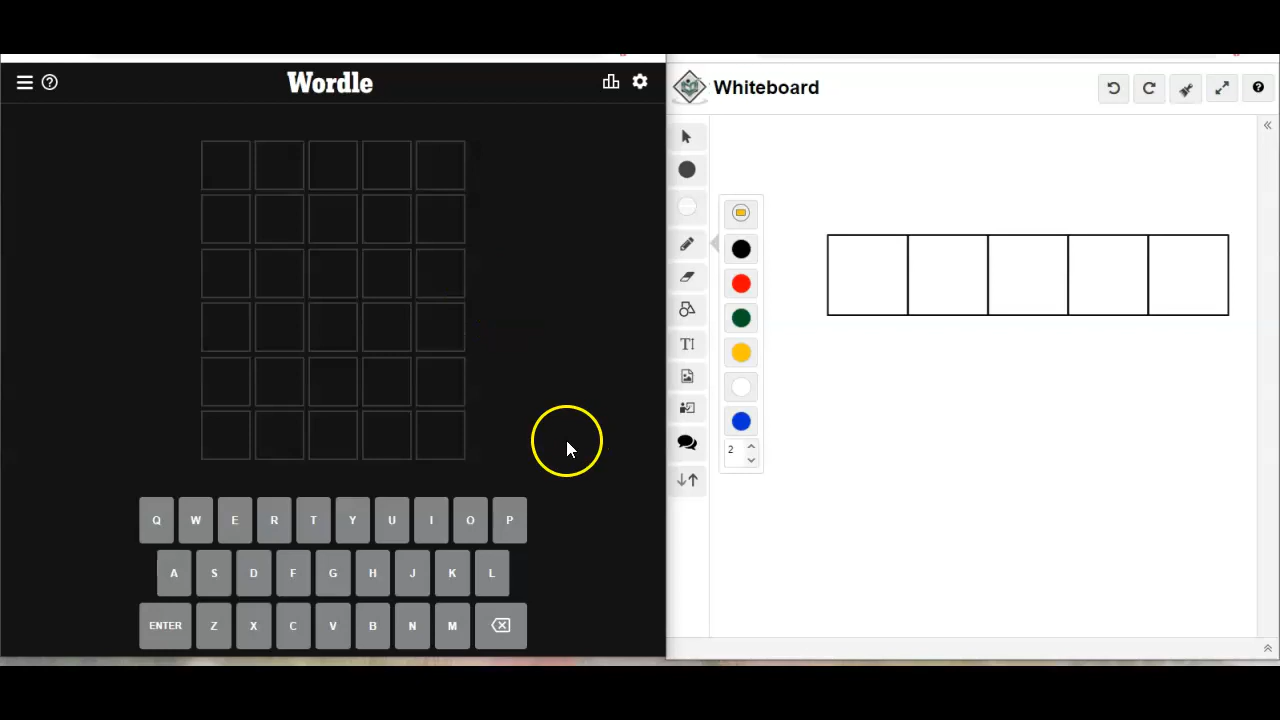 Wordle
Whiteboard
TI
2
Q W E R T Y U I O P
A S D F G H J K L
ENTER Z X C V B N M